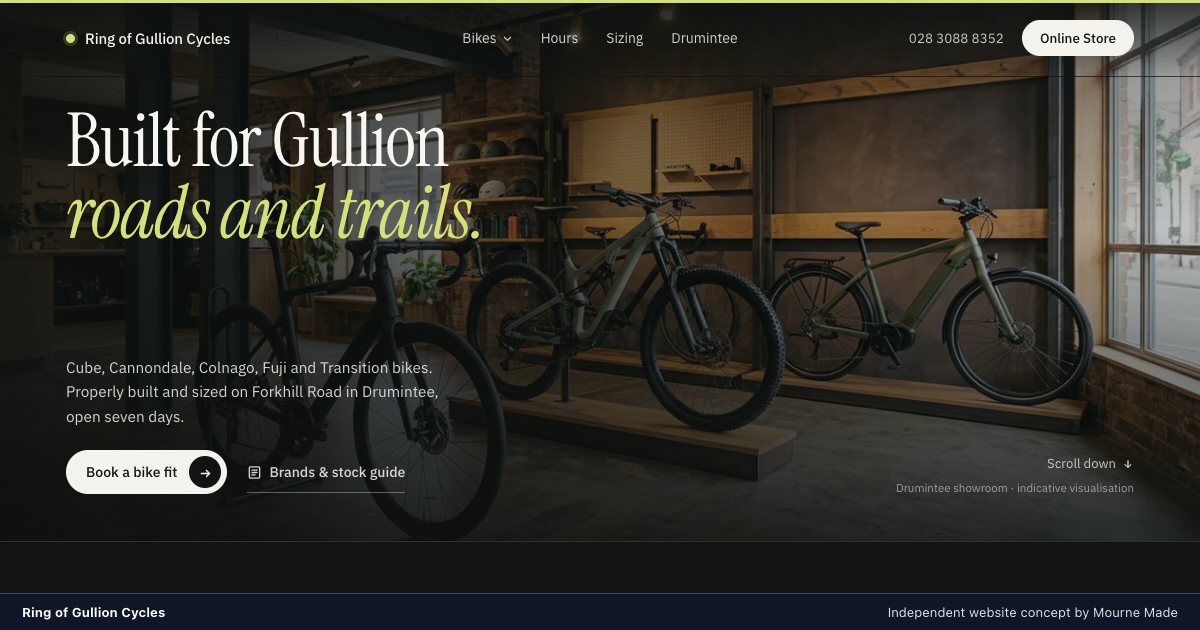 Ring of Gullion Cycles
Bikes
Hours
Sizing
Drumintee
028 3088 8352
Online Store
Built for Gullion
roads and trails.
Cube, Cannondale, Colnago, Fuji and Transition bikes.
Properly built and sized on Forkhill Road in Drumintee,
open seven days.
Book a bike fit →
Brands & stock guide
Scroll down ↓
Drumintee showroom · indicative visualisation
Ring of Gullion Cycles
Independent website concept by Mourne Made